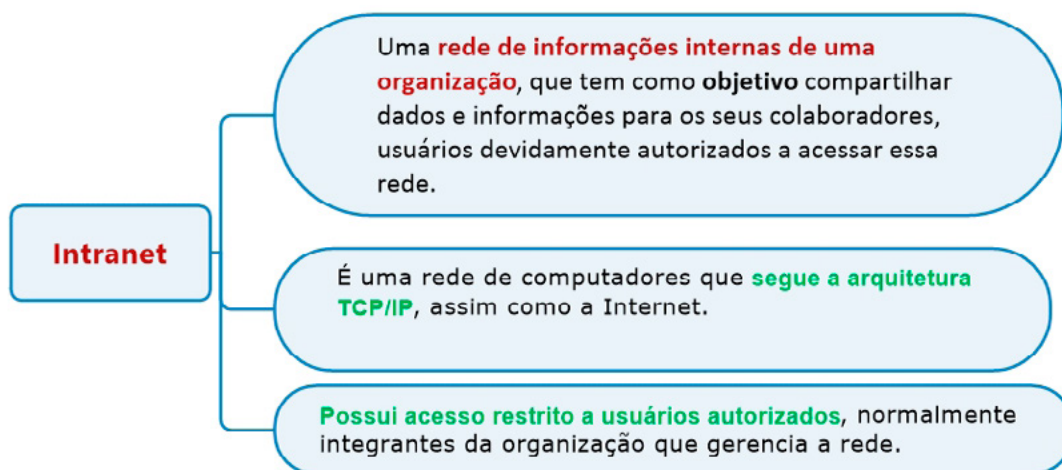 Uma rede de informações internas de uma
organização, que tem como objetivo compartilhar
dados e informações para os seus colaboradores,
usuários devidamente autorizados a acessar essa
rede.
Intranet
É uma rede de computadores que segue a arquitetura
TCP/IP, assim como a Internet.
Possui acesso restrito a usuários autorizados, normalmente
integrantes da organização que gerencia a rede.